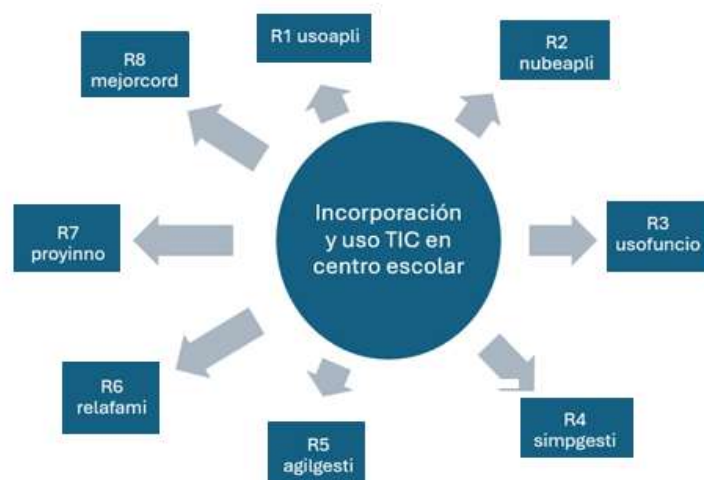 R1 usoapli
R2
nubeapli
R3
usofuncio
R4
simpgesti
R5
agilgesti
R6
relafami
R7
proyinno
R8
mejorcord
Incorporación
y uso TIC en
centro escolar